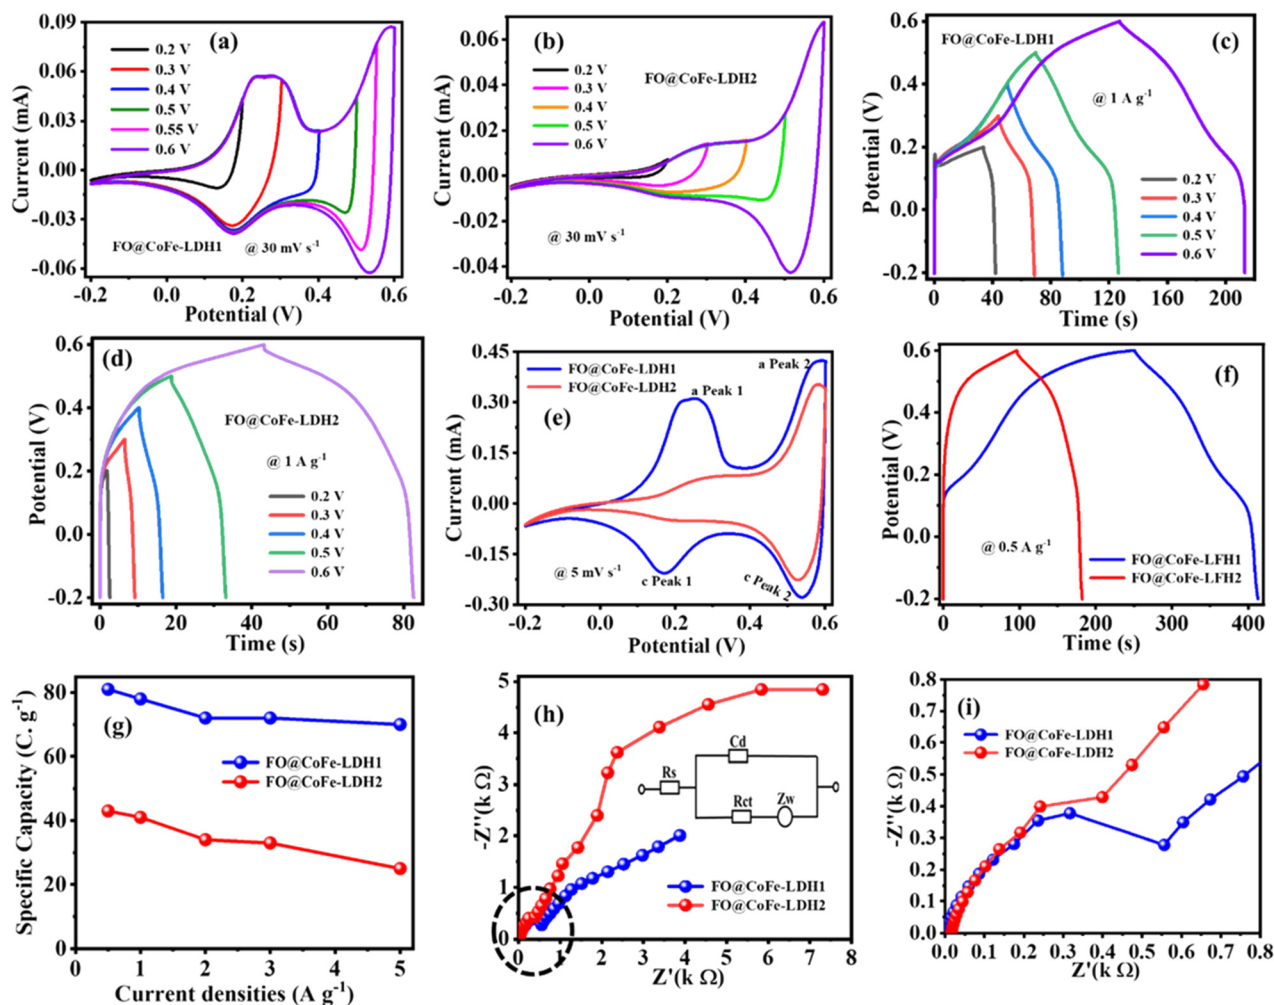 (a)
0.2 V
0.3 V
0.4 V
0.5 V
0.55 V
0.6 V
FO@CoFe-LDH1
@ 30 mV s-1
Current (mA)
0.09
0.06
0.03
0.00
-0.03
-0.06
-0.2 0.0 0.2 0.4 0.6
Potential (V)
(b)
0.2 V
0.3 V
0.4 V
0.5 V
0.6 V
FO@CoFe-LDH2
@ 30 mV s-1
Current (mA)
0.06
0.04
0.02
0.00
-0.02
-0.04
-0.2 0.0 0.2 0.4 0.6
Potential (V)
(c)
FO@CoFe-LDH1
@ 1 A g-1
0.2 V
0.3 V
0.4 V
0.5 V
0.6 V
Potential (V)
0.6
0.4
0.2
0.0
-0.2
0 40 80 120 160 200
Time (s)
(d)
FO@CoFe-LDH2
@ 1 A g-1
0.2 V
0.3 V
0.4 V
0.5 V
0.6 V
Potential (V)
0.6
0.4
0.2
0.0
-0.2
0 20 40 60 80
Time (s)
(e)
FO@CoFe-LDH1
FO@CoFe-LDH2
a Peak 1
a Peak 2
c Peak 1
c Peak 2
@ 5 mV s-1
Current (mA)
0.45
0.30
0.15
0.00
-0.15
-0.30
-0.2 0.0 0.2 0.4 0.6
Potential (V)
(f)
@ 0.5 A g-1
FO@CoFe-LFH1
FO@CoFe-LFH2
Potential (V)
0.6
0.4
0.2
0.0
-0.2
0 100 200 300 400
Time (s)
(g)
FO@CoFe-LDH1
FO@CoFe-LDH2
Specific Capacity (C. g-1)
80
60
40
20
0
0 1 2 3 4 5
Current densities (A g-1)
(h)
Cd
Rs
Rct
Zw
FO@CoFe-LDH1
FO@CoFe-LDH2
-Z''(k Ω)
5
4
3
2
1
0
0 1 2 3 4 5 6 7 8
Z'(k Ω)
(i)
FO@CoFe-LDH1
FO@CoFe-LDH2
-Z''(k Ω)
0.8
0.7
0.6
0.5
0.4
0.3
0.2
0.1
0.0
0.0 0.1 0.2 0.3 0.4 0.5 0.6 0.7 0.8
Z'(k Ω)